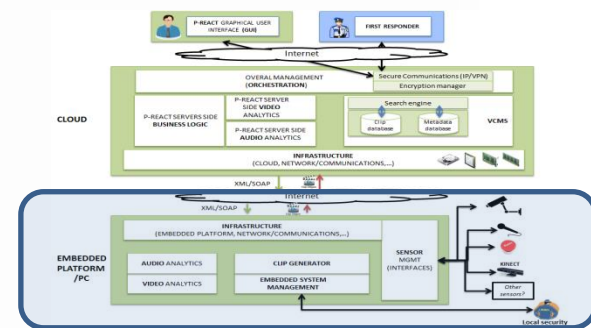 P-REACT GRAPHICAL USER
INTERFACE (GUI)
FIRST RESPONDER
Internet
OVERAL MANAGEMENT
(ORCHESTRATION)
Secure Communications (IP/VPN)
Encryption manager
CLOUD
P-REACT SERVERS SIDE
BUSINESS LOGIC
P-REACT SERVER
SIDE VIDEO
ANALYTICS
P-REACT SERVER SIDE
AUDIO ANALYTICS
Search engine
Clip
database
Metadata
database
VCMS
INFRASTRUCTURE
(CLOUD, NETWORK/COMMUNICATIONS,...)
XML/SOAP
Internet
XML/SOAP
EMBEDDED
PLATFORM
/PC
INFRASTRUCTURE
(EMBEDDED PLATFORM, NETWORK/COMMUNICATIONS,...)
AUDIO ANALYTICS
VIDEO ANALYTICS
CLIP GENERATOR
EMBEDDED SYSTEM
MANAGEMENT
SENSOR
MGMT
(INTERFACES)
KINECT
Other
sensors?
Local security